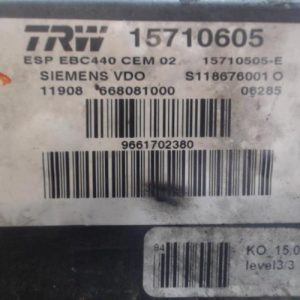 TRW 15710605
ESP EBC440 CEM 02 15710505-E
SIEMENS VDO S118676001 O
11908 668081000 06285
9661702380
94
KO 15.0
level3/3